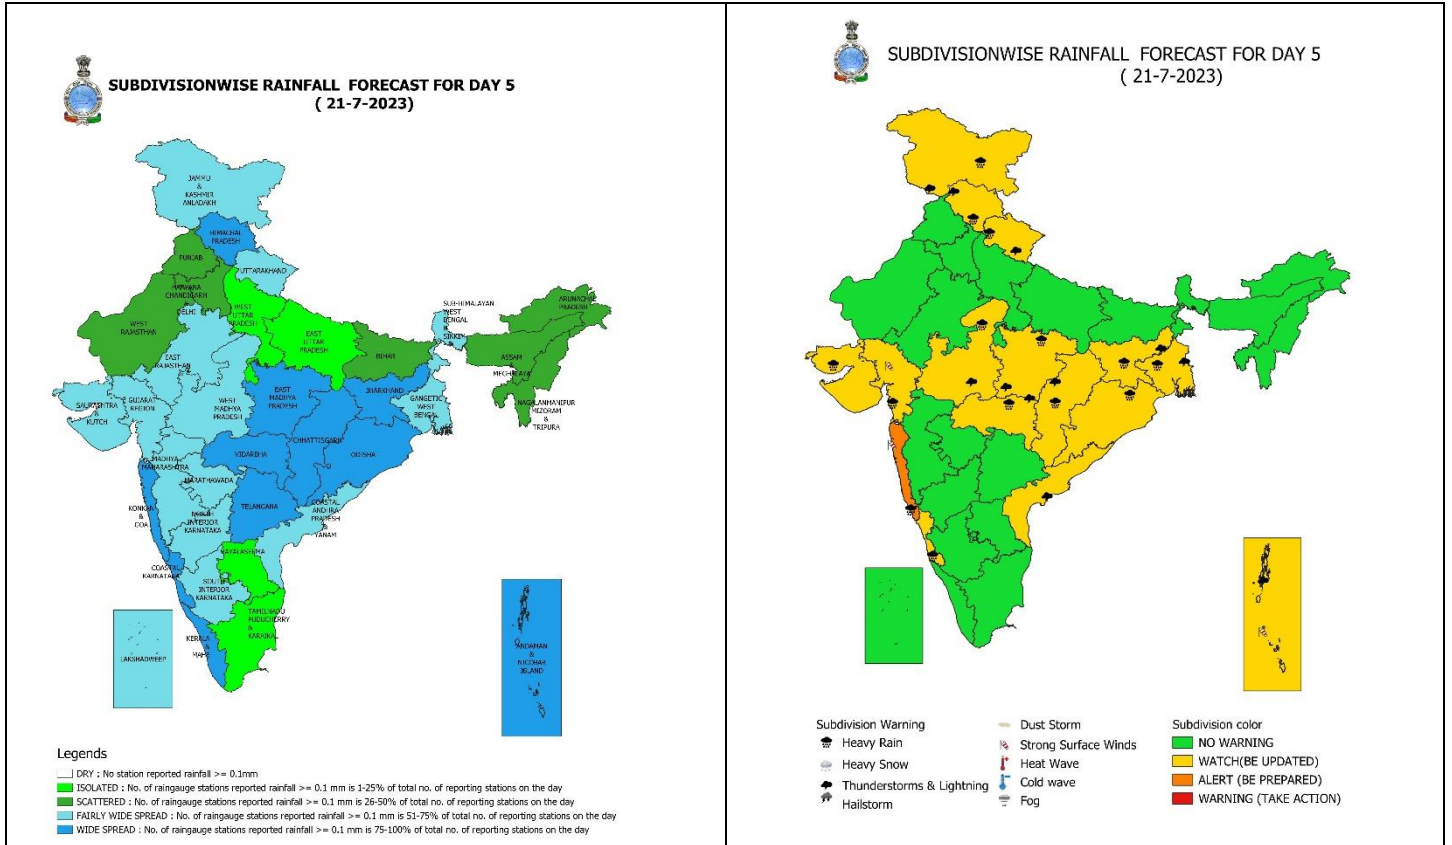 SUBDIVISIONWISE RAINFALL FORECAST FOR DAY 5
( 21-7-2023)
JAMMU
&
KASHMIR
ANLADAKH
HIMACHAL
PRADESH
PUNJAB
UTTARAKHAND
HARYANA
CHANDIGARH
&
DELHI
WEST
UTTAR
PRADESH
WEST
RAJASTHAN
EAST
UTTAR
PRADESH
SUB-HIMALAYAN
WEST
BENGAL
&
SIKKIM
ARUNACHAL
PRADESH
BIHAR
ASSAM
&
MEGHALAYA
EAST
RAJASTHAN
NAGALANMANIPUR
MIZORAM
&
TRIPURA
SAURASHTRA
&
KUTCH
GUJARAT
REGION
WEST
MADHYA
PRADESH
EAST
MADHYA
PRADESH
JHARKHAND
GANGETIC
WEST
BENGAL
CHHATTISGARH
VIDARBHA
ODISHA
MADHYA
MAHARASHTRA
MARATHAWADA
KONKAN
&
GOA
TELANGANA
NORTH
INTERIOR
KARNATAKA
COASTAL
ANDHRA
PRADESH
&
YANAM
RAYALASEEMA
COASTAL
KARNATAKA
SOUTH
INTERIOR
KARNATAKA
TAMILNADU
PUDUCHERRY
&
KARAIKAL
KERALA
&
MAHE
LAKSHADWEEP
ANDAMAN
&
NICOBAR
ISLAND
Legends
DRY : No station reported rainfall >= 0.1mm
ISOLATED : No. of raingauge stations reported rainfall >= 0.1 mm is 1-25% of total no. of reporting stations on the day
SCATTERED : No. of raingauge stations reported rainfall >= 0.1 mm is 26-50% of total no. of reporting stations on the day
FAIRLY WIDE SPREAD : No. of raingauge stations reported rainfall >= 0.1 mm is 51-75% of total no. of reporting stations on the day
WIDE SPREAD : No. of raingauge stations reported rainfall >= 0.1 mm is 75-100% of total no. of reporting stations on the day
SUBDIVISIONWISE RAINFALL FORECAST FOR DAY 5
( 21-7-2023)
Subdivision Warning
Heavy Rain
Heavy Snow
Thunderstorms & Lightning
Hailstorm
Dust Storm
Strong Surface Winds
Heat Wave
Cold wave
Fog
Subdivision color
NO WARNING
WATCH(BE UPDATED)
ALERT (BE PREPARED)
WARNING (TAKE ACTION)